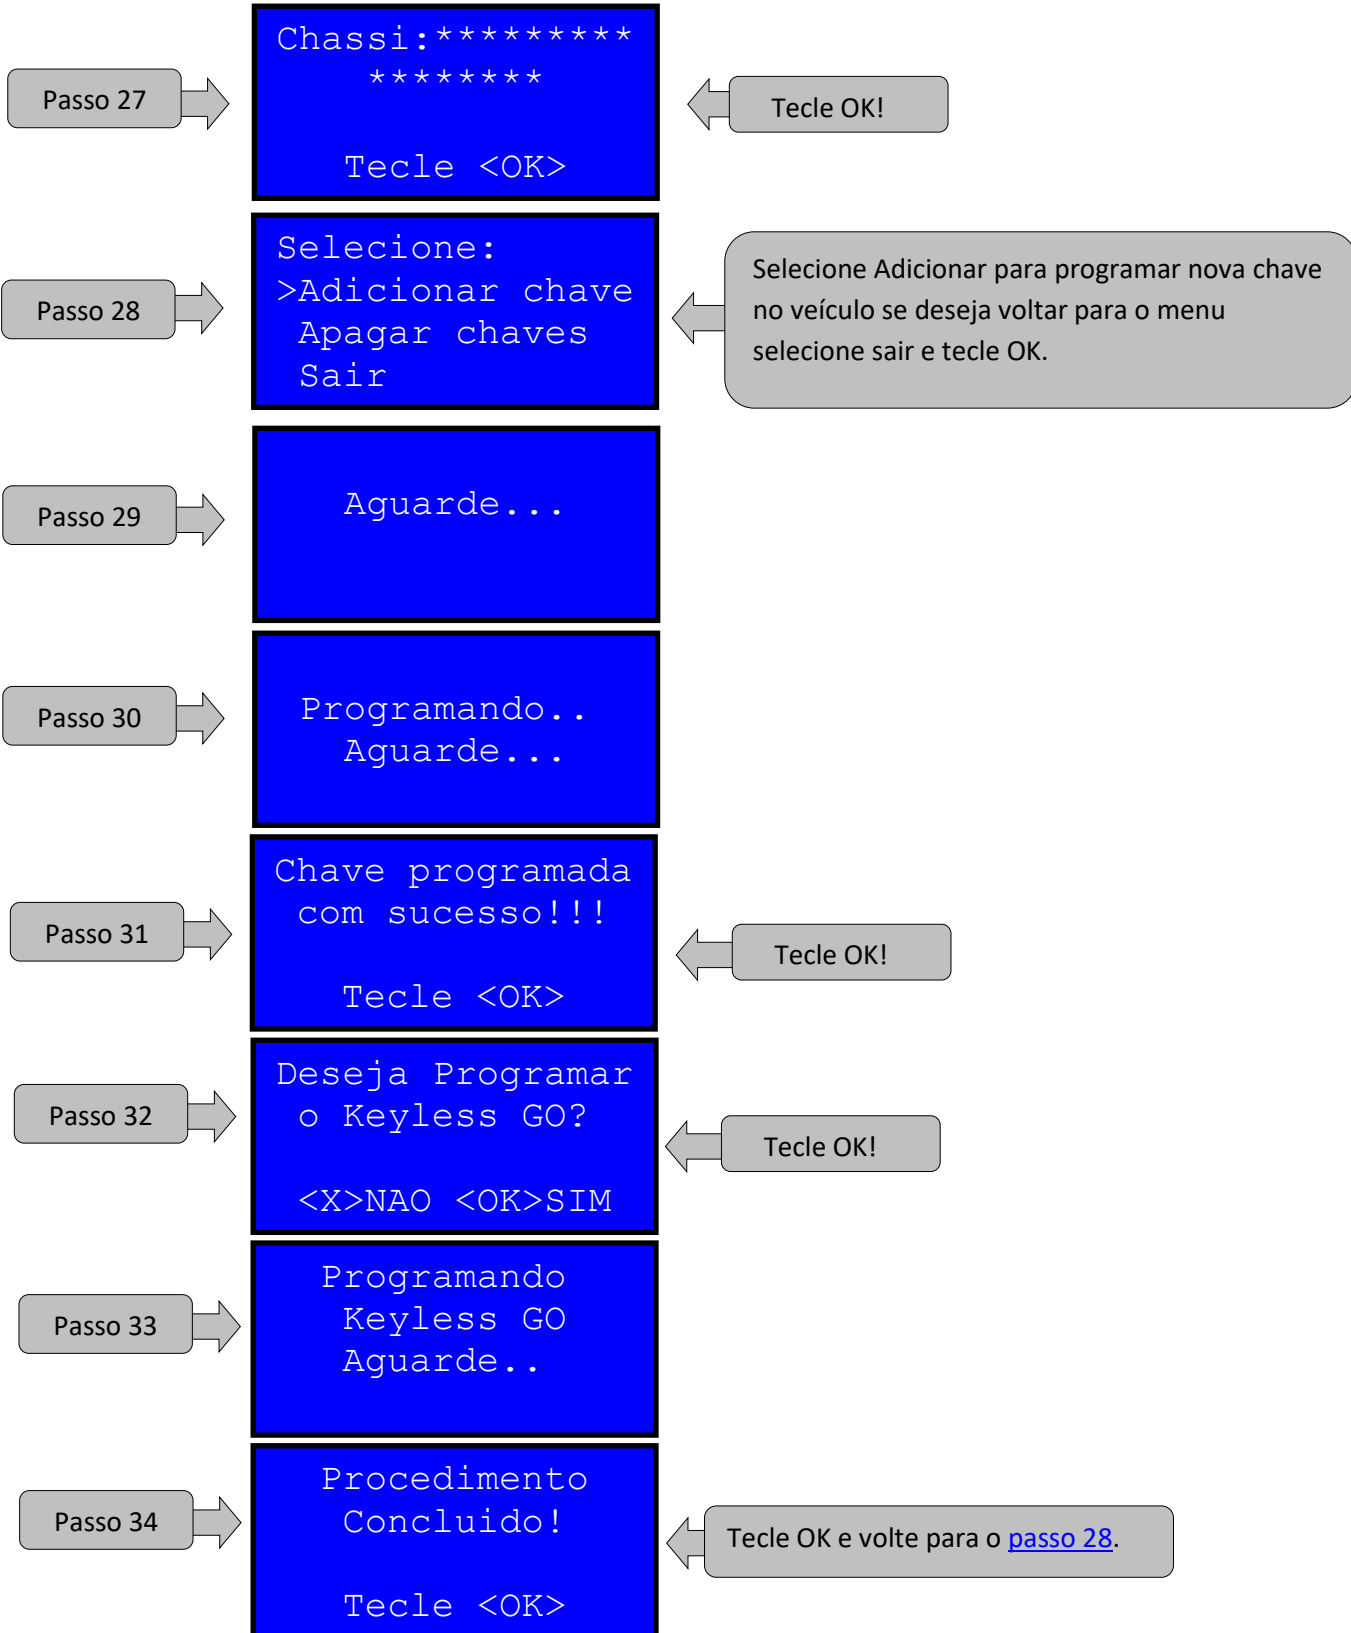 Passo 27
Chassi:*********
********
Tecle <OK>
Tecle OK!
Passo 28
Selecione:
>Adicionar chave
Apagar chaves
Sair
Selecione Adicionar para programar nova chave
no veículo se deseja voltar para o menu
selecione sair e tecle OK.
Passo 29
Aguarde...
Passo 30
Programando..
Aguarde...
Passo 31
Chave programada
com sucesso!!!
Tecle <OK>
Tecle OK!
Passo 32
Deseja Programar
o Keyless GO?
<X>NAO <OK>SIM
Tecle OK!
Passo 33
Programando
Keyless GO
Aguarde..
Passo 34
Procedimento
Concluido!
Tecle <OK>
Tecle OK e volte para o passo 28.